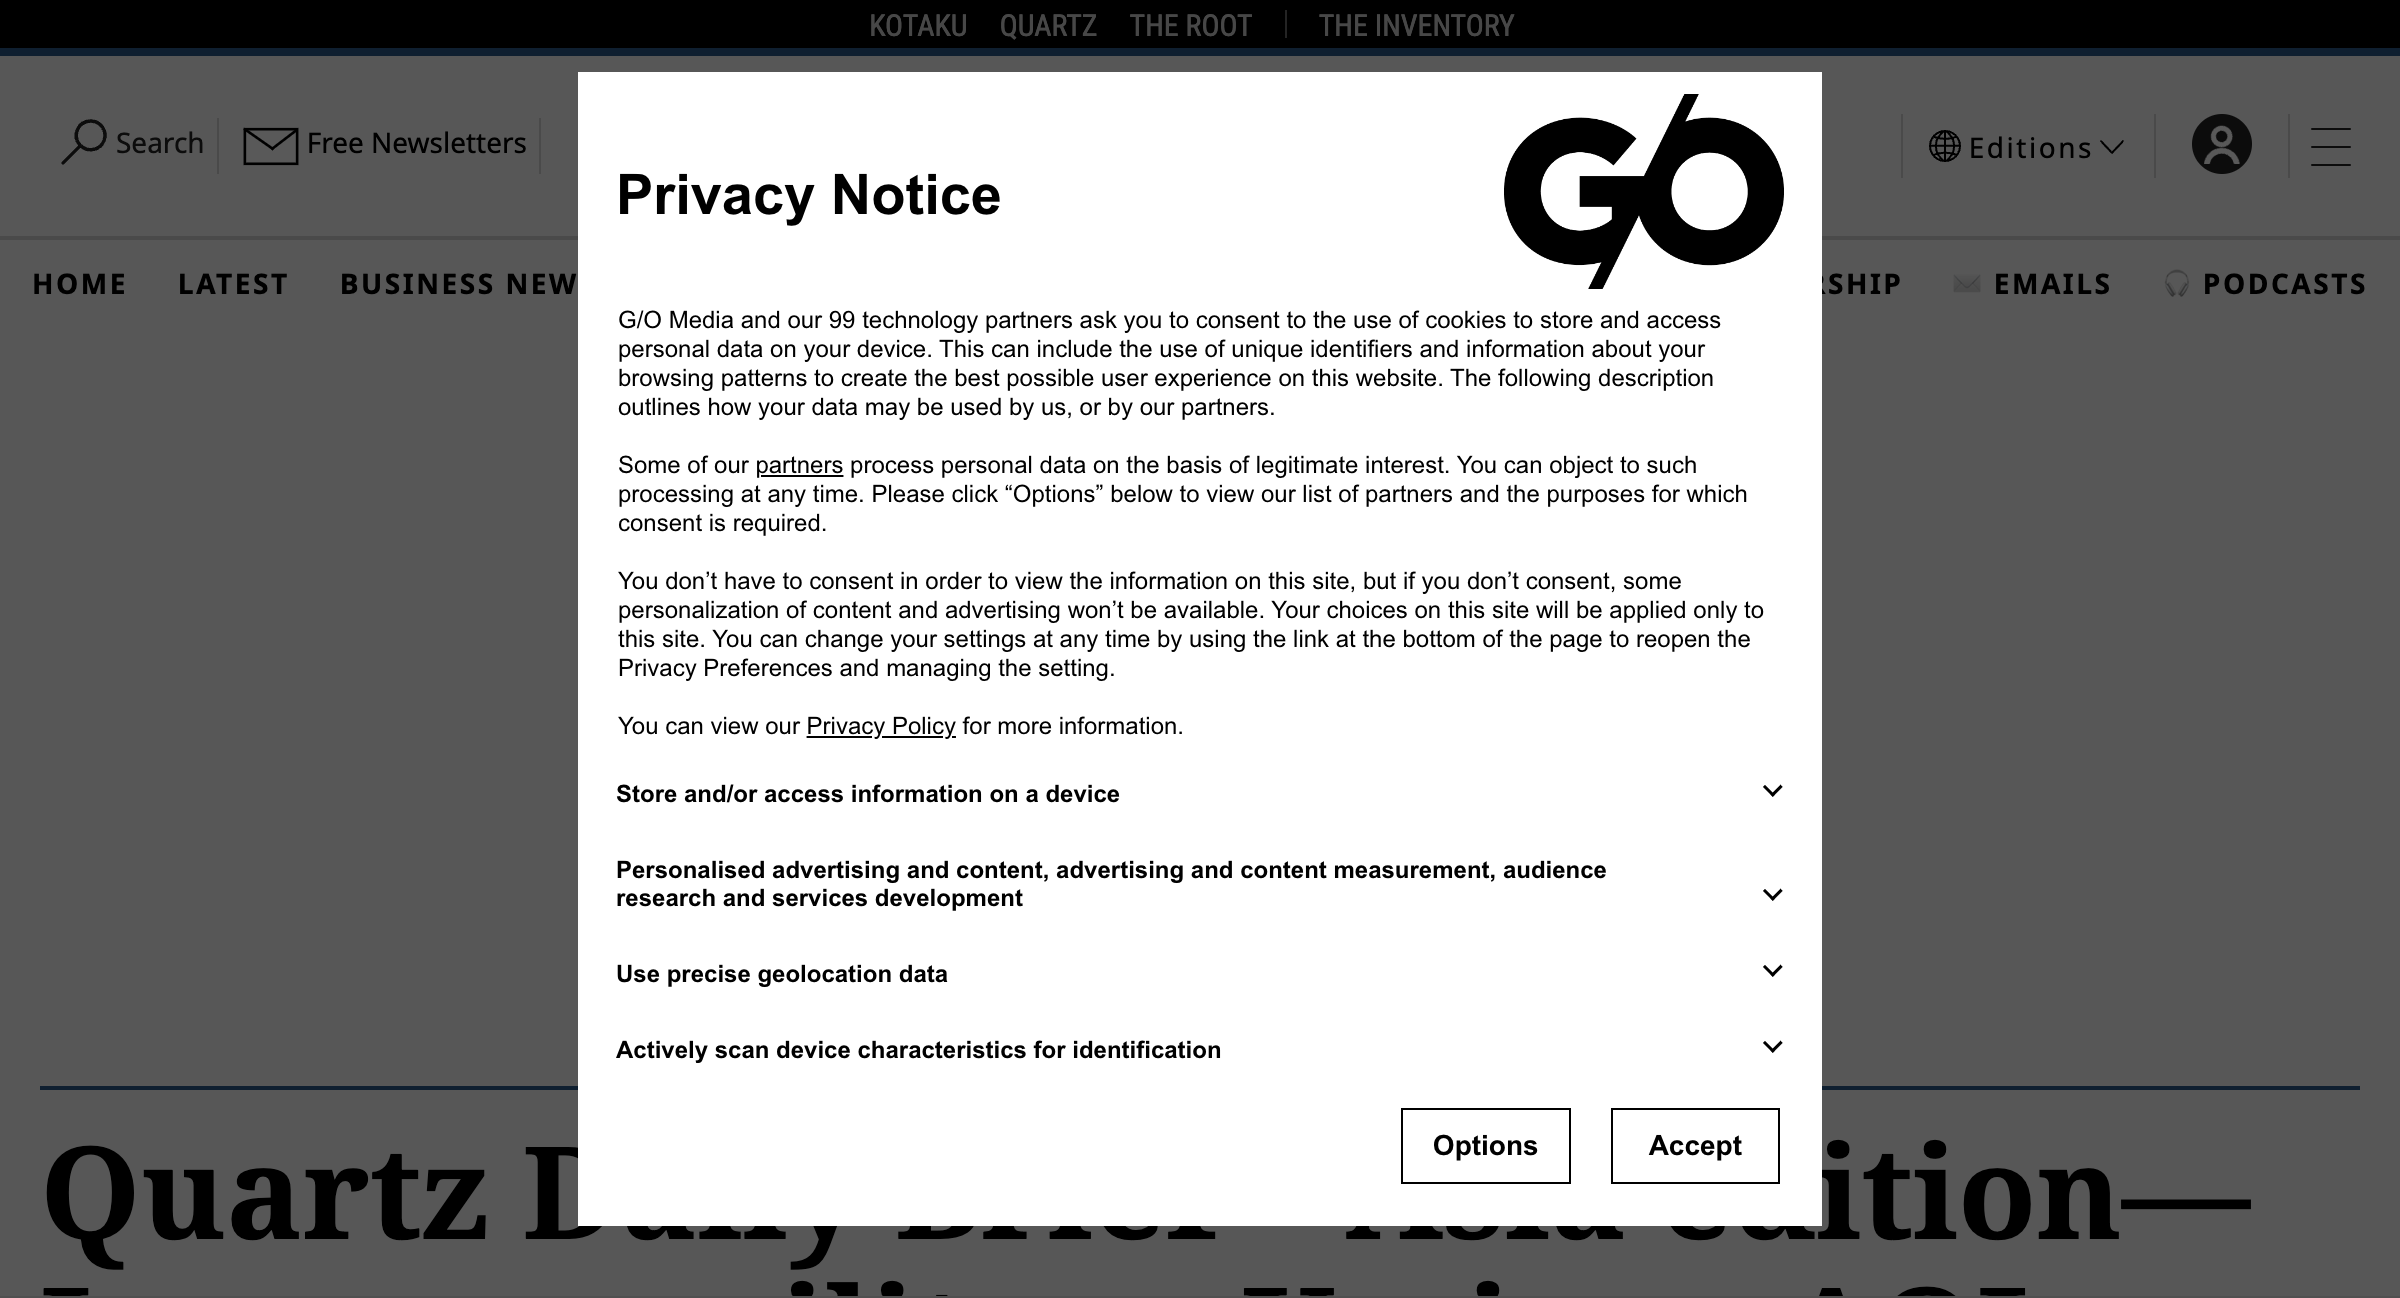 KOTAKU QUARTZ THE ROOT THE INVENTORY
Search Free Newsletters
Editions
HOME LATEST BUSINESS NEW
RSHIP EMAILS PODCASTS
Privacy Notice
G/O
G/O Media and our 99 technology partners ask you to consent to the use of cookies to store and access
personal data on your device. This can include the use of unique identifiers and information about your
browsing patterns to create the best possible user experience on this website. The following description
outlines how your data may be used by us, or by our partners.
Some of our partners process personal data on the basis of legitimate interest. You can object to such
processing at any time. Please click “Options” below to view our list of partners and the purposes for which
consent is required.
You don’t have to consent in order to view the information on this site, but if you don’t consent, some
personalization of content and advertising won’t be available. Your choices on this site will be applied only to
this site. You can change your settings at any time by using the link at the bottom of the page to reopen the
Privacy Preferences and managing the setting.
You can view our Privacy Policy for more information.
Store and/or access information on a device
Personalised advertising and content, advertising and content measurement, audience
research and services development
Use precise geolocation data
Actively scan device characteristics for identification
Options Accept
Quartz Daily Brief—Asia edition—